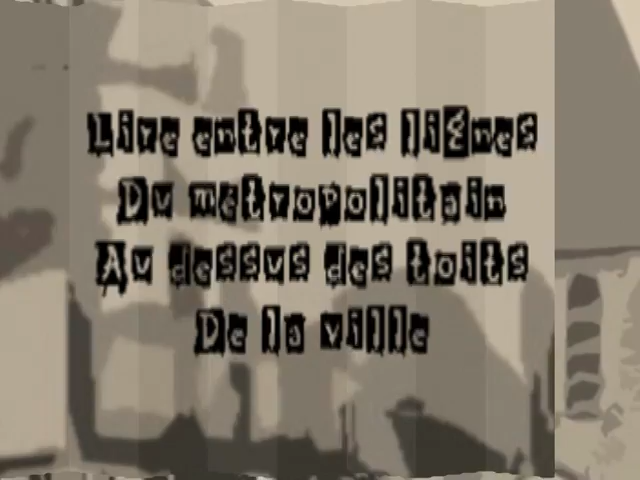 Lire entre les lignes
Du métropolitain
Au dessus des toits
De la ville